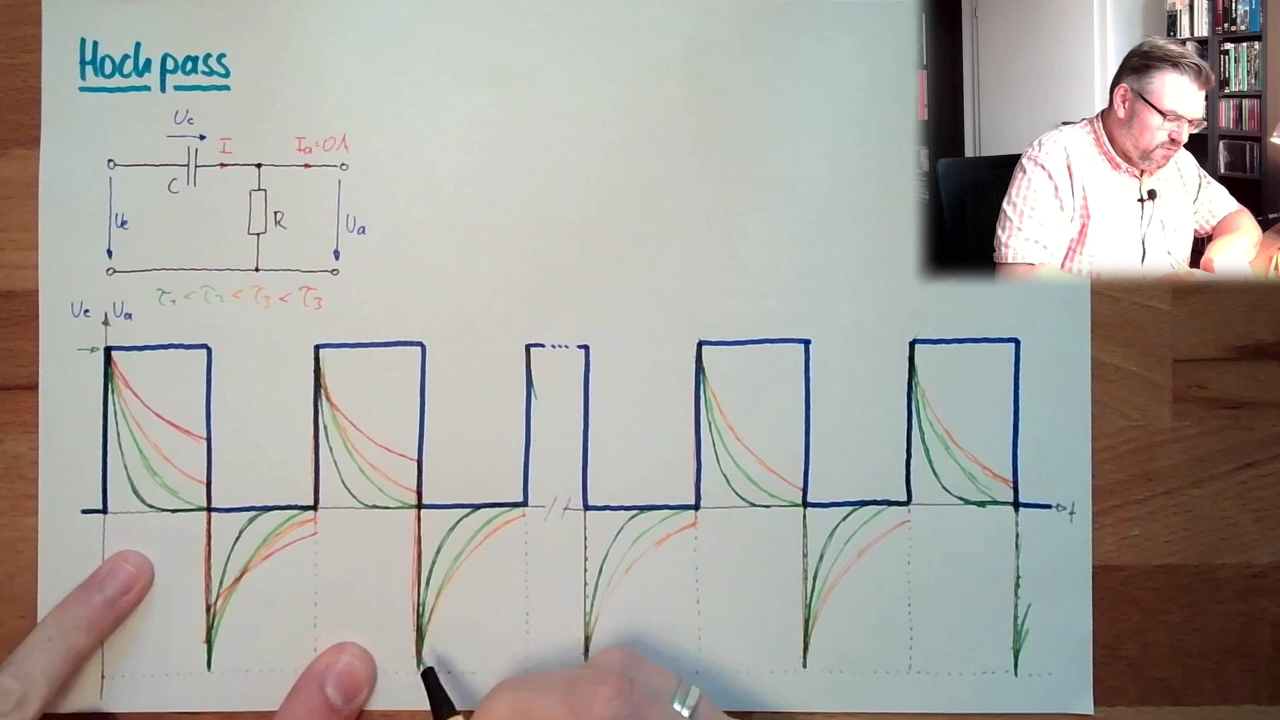 Hochpass
Uc
I
Ia=0A
C
Ue
R
Ua
τ1 < τ2 < τ3 < τ3
Ue
Ua
t